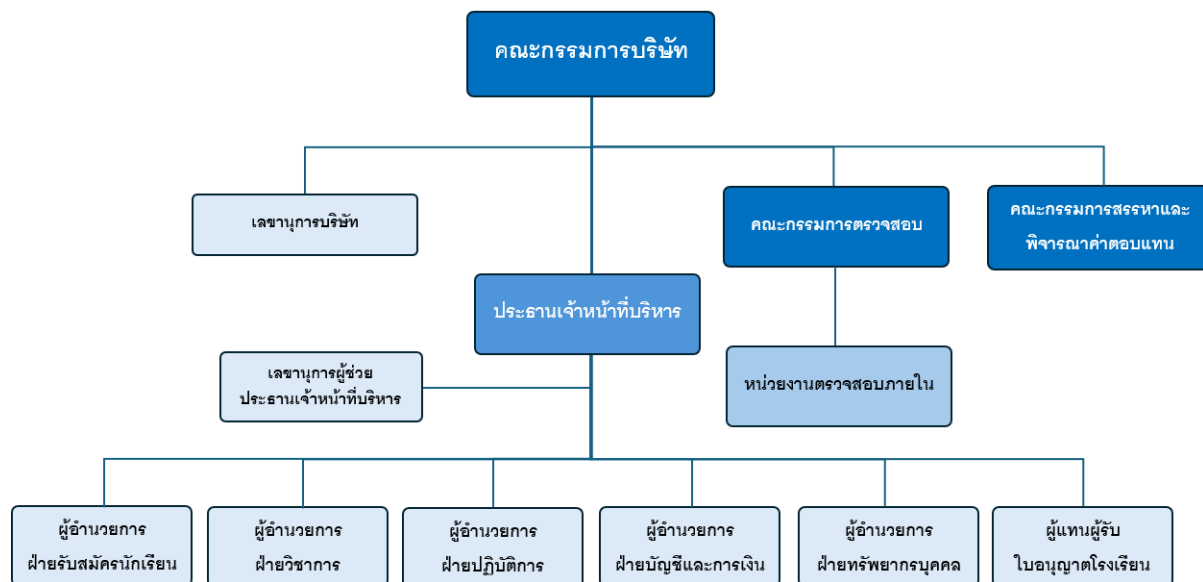 คณะกรรมการบริษัท
เลขานุการบริษัท
คณะกรรมการตรวจสอบ
คณะกรรมการสรรหาและ
พิจารณาค่าตอบแทน
ประธานเจ้าหน้าที่บริหาร
เลขานุการผู้ช่วย
ประธานเจ้าหน้าที่บริหาร
หน่วยงานตรวจสอบภายใน
ผู้อำนวยการ
ฝ่ายรับสมัครนักเรียน
ผู้อำนวยการ
ฝ่ายวิชาการ
ผู้อำนวยการ
ฝ่ายปฏิบัติการ
ผู้อำนวยการ
ฝ่ายบัญชีและการเงิน
ผู้อำนวยการ
ฝ่ายทรัพยากรบุคคล
ผู้แทนผู้รับ
ใบอนุญาตโรงเรียน